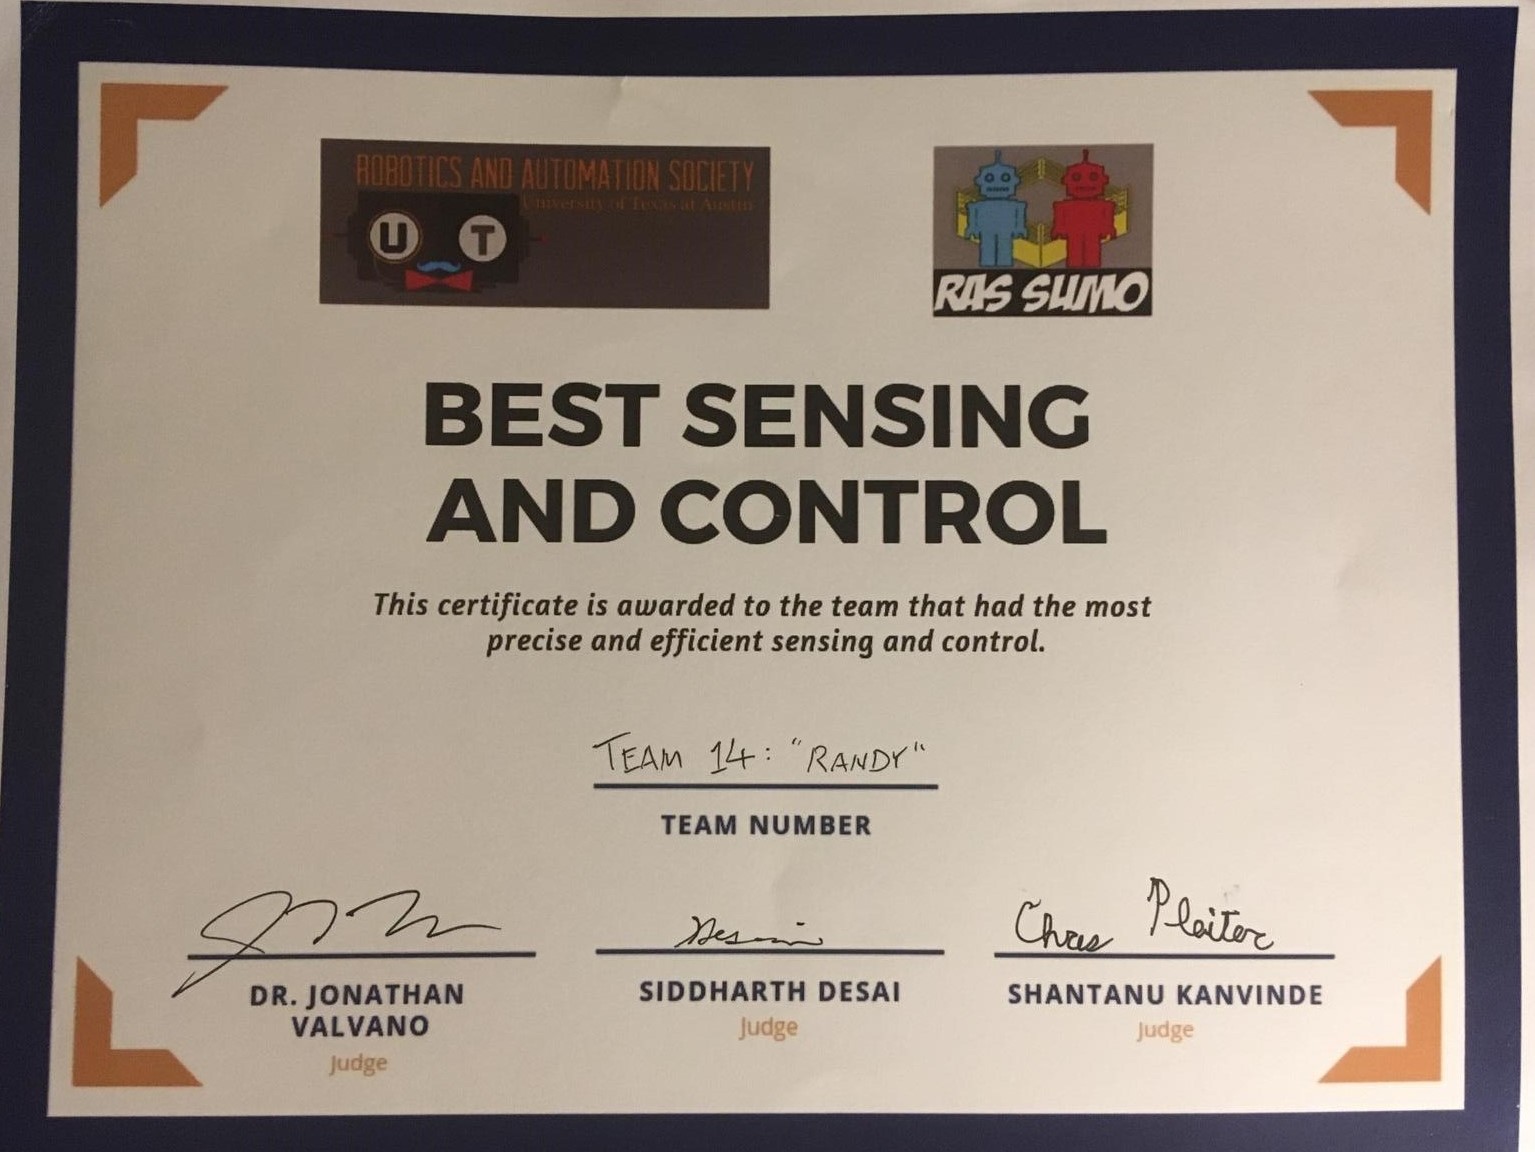 ROBOTICS AND AUTOMATION SOCIETY
University of Texas at Austin
U T
RAS SUMO
BEST SENSING
AND CONTROL
This certificate is awarded to the team that had the most
precise and efficient sensing and control.
TEAM 14: "RANDY"
TEAM NUMBER
Desai
Chris Pleiter
DR. JONATHAN
VALVANO
Judge
SIDDHARTH DESAI
Judge
SHANTANU KANVINDE
Judge